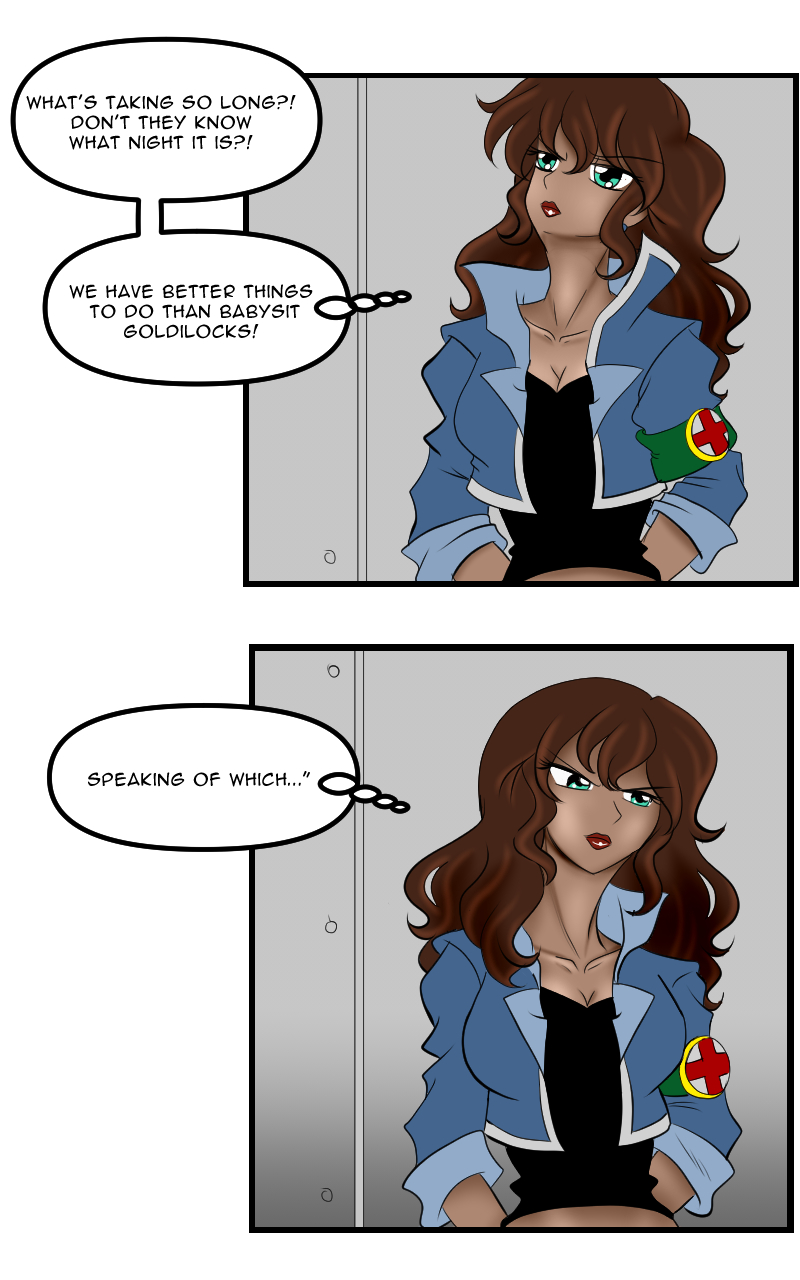 WHAT'S TAKING SO LONG?!
DON'T THEY KNOW
WHAT NIGHT IT IS?!
WE HAVE BETTER THINGS
TO DO THAN BABYSIT
GOLDILOCKS!
SPEAKING OF WHICH..."